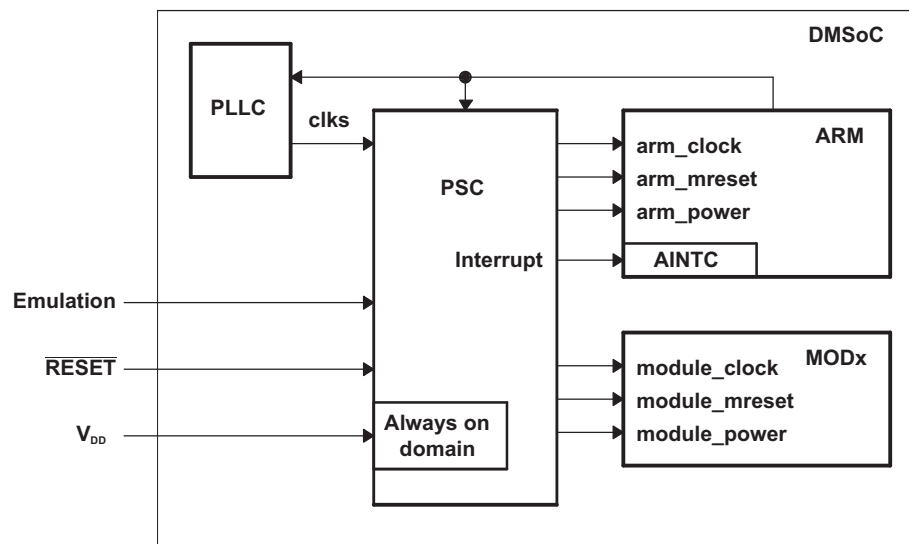 DMSoC
PLLC
clks
PSC
ARM
arm_clock
arm_mreset
arm_power
Interrupt
AINTC
Emulation
RESET
MODx
module_clock
module_mreset
module_power
Always on
domain
VDD